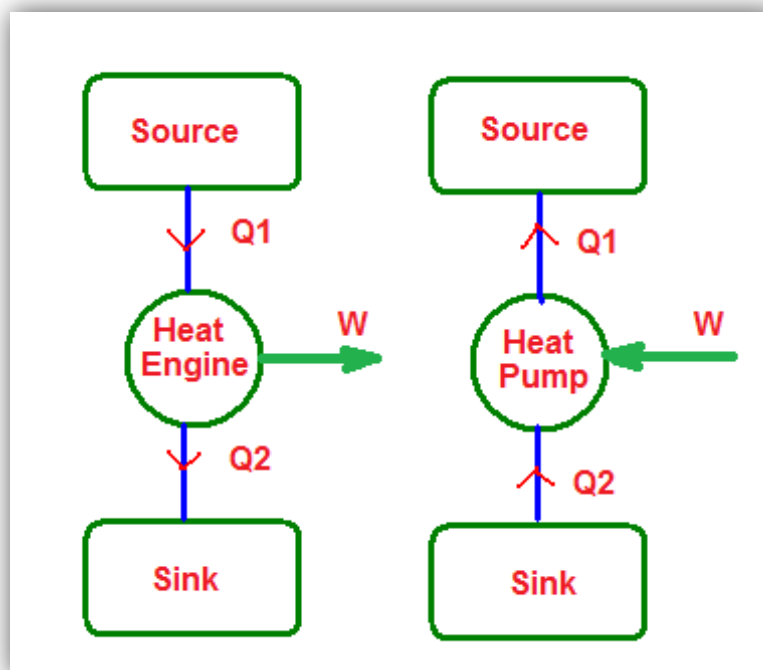 Source
Q1
Heat
Engine
W
Q2
Sink
Source
Q1
Heat
Pump
W
Q2
Sink